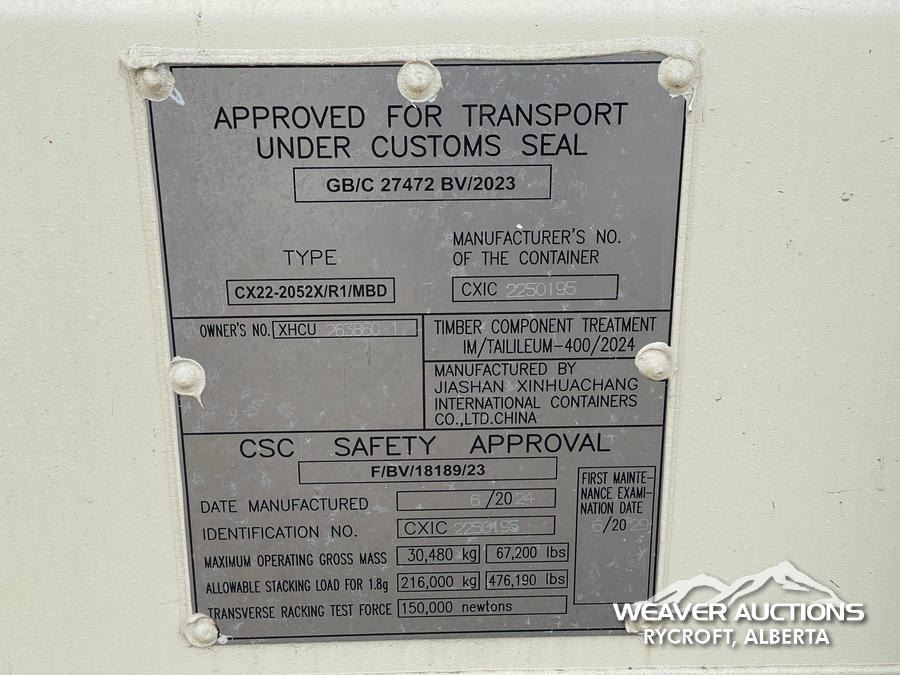 APPROVED FOR TRANSPORT
UNDER CUSTOMS SEAL
GB/C 27472 BV/2023
TYPE
CX22-2052X/R1/MBD
MANUFACTURER'S NO.
OF THE CONTAINER
CXIC 2250195
OWNER'S NO. XHCU 263860-1
TIMBER COMPONENT TREATMENT
IM/TAILILEUM-400/2024
MANUFACTURED BY
JIASHAN XINHUACHANG
INTERNATIONAL CONTAINERS
CO.,LTD.CHINA
CSC SAFETY APPROVAL
F/BV/18189/23
DATE MANUFACTURED 6/2024
IDENTIFICATION NO. CXIC 2250195
MAXIMUM OPERATING GROSS MASS 30,480 kg 67,200 lbs
ALLOWABLE STACKING LOAD FOR 1.8g 216,000 kg 476,190 lbs
TRANSVERSE RACKING TEST FORCE 150,000 newtons
FIRST MAINTE-
NANCE EXAMI-
NATION DATE
6/2029
WEAVER AUCTIONS
RYCROFT, ALBERTA